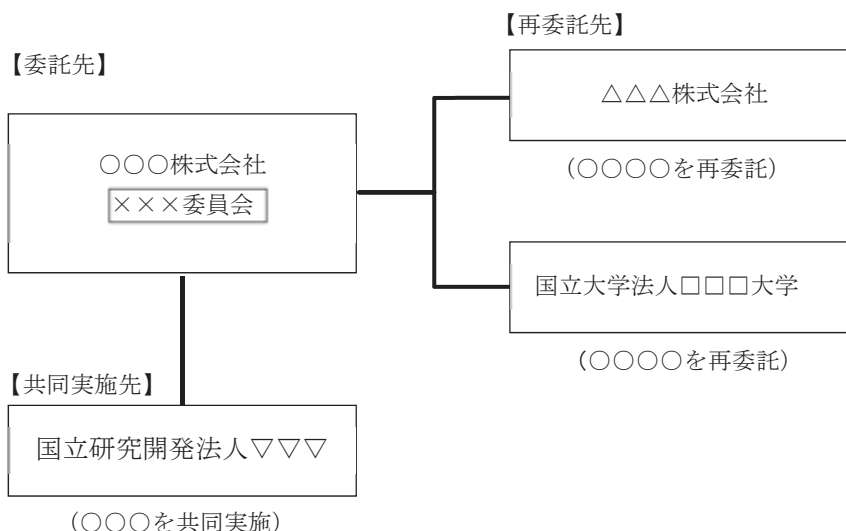 【委託先】
○○○株式会社
×××委員会
【再委託先】
△△△株式会社
(○○○○を再委託)
国立大学法人□□□大学
(○○○○を再委託)
【共同実施先】
国立研究開発法人▽▽▽
(○○○を共同実施)